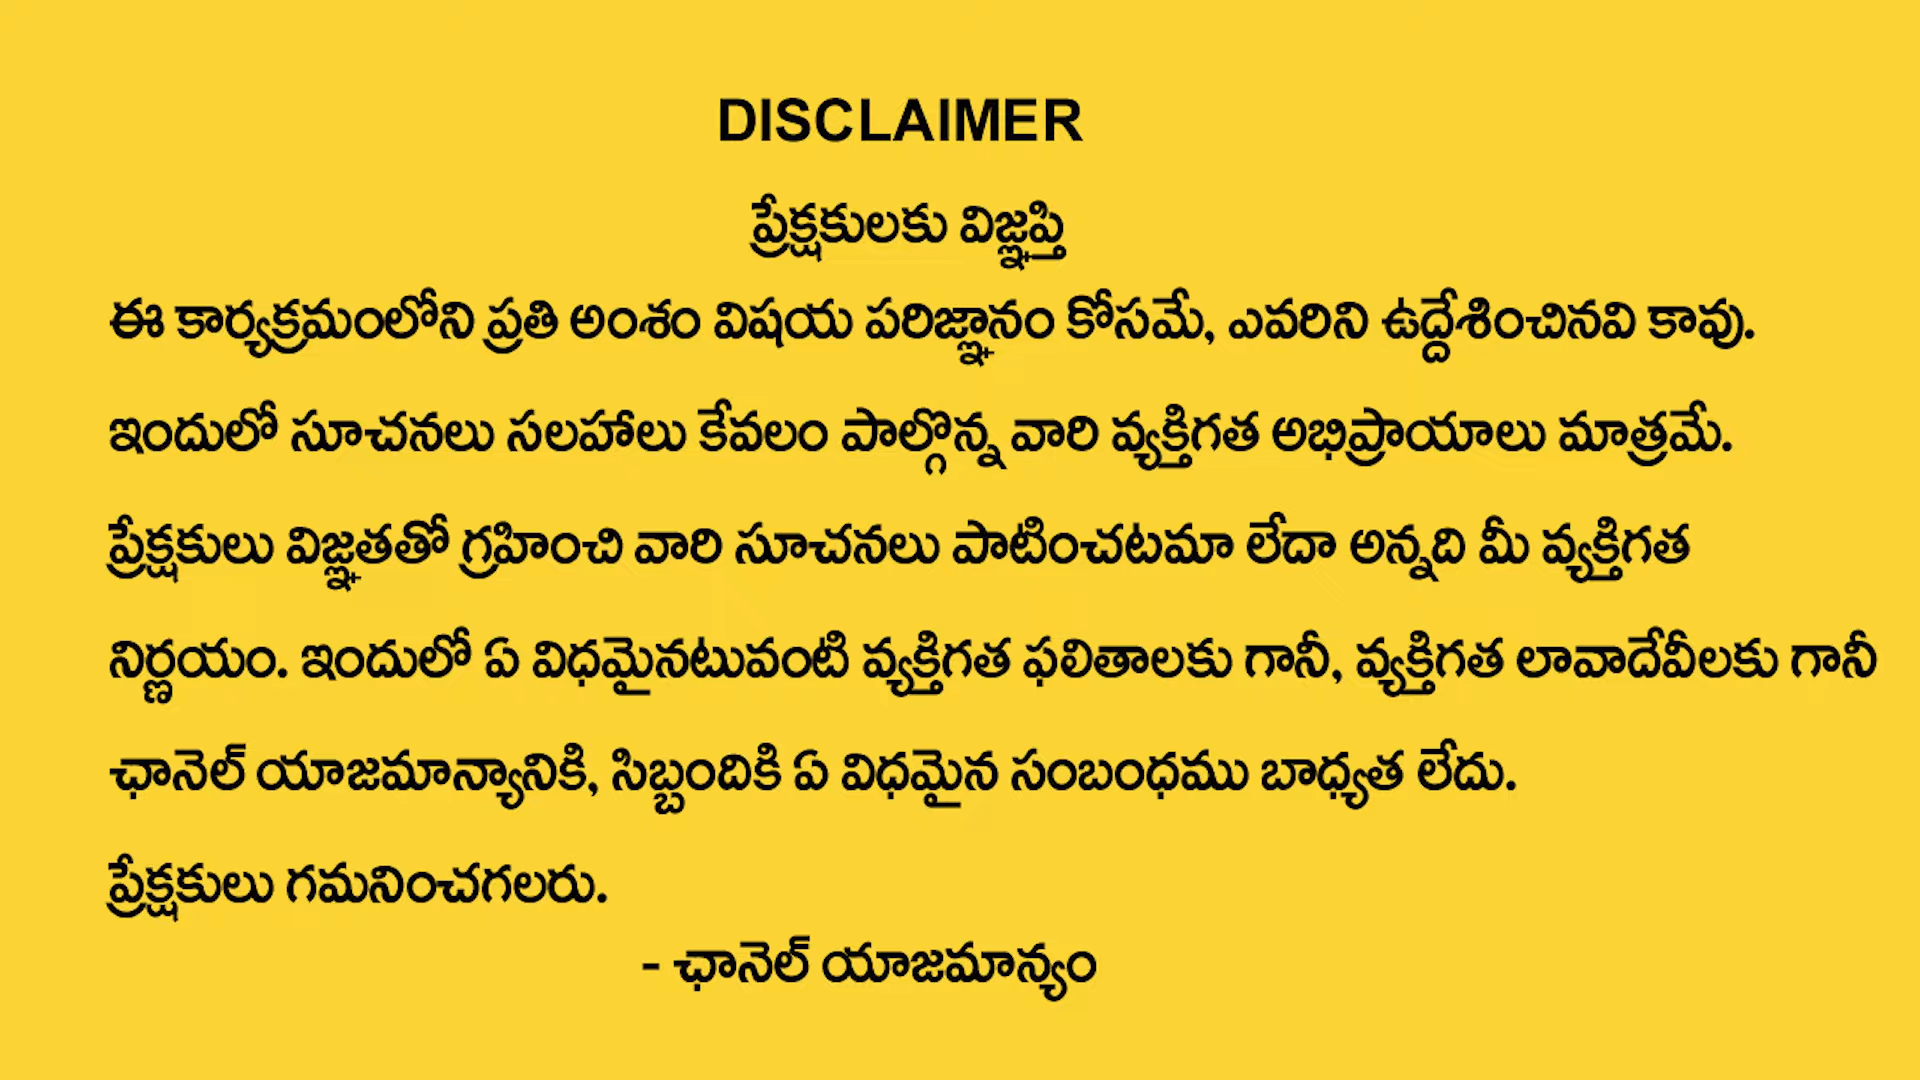 DISCLAIMER
ప్రేక్షకులకు విజ్ఞప్తి
ఈ కార్యక్రమంలోని ప్రతి అంశం విషయ పరిజ్ఞానం కోసమే, ఎవరిని ఉద్దేశించినవి కావు.
ఇందులో సూచనలు సలహాలు కేవలం పాల్గొన్న వారి వ్యక్తిగత అభిప్రాయాలు మాత్రమే.
ప్రేక్షకులు విజ్ఞతతో గ్రహించి వారి సూచనలు పాటించటమా లేదా అన్నది మీ వ్యక్తిగత
నిర్ణయం. ఇందులో ఏ విధమైనటువంటి వ్యక్తిగత ఫలితాలకు గానీ, వ్యక్తిగత లావాదేవీలకు గానీ
ఛానెల్ యాజమాన్యానికి, సిబ్బందికి ఏ విధమైన సంబంధము బాధ్యత లేదు.
ప్రేక్షకులు గమనించగలరు.
- ఛానెల్ యాజమాన్యం